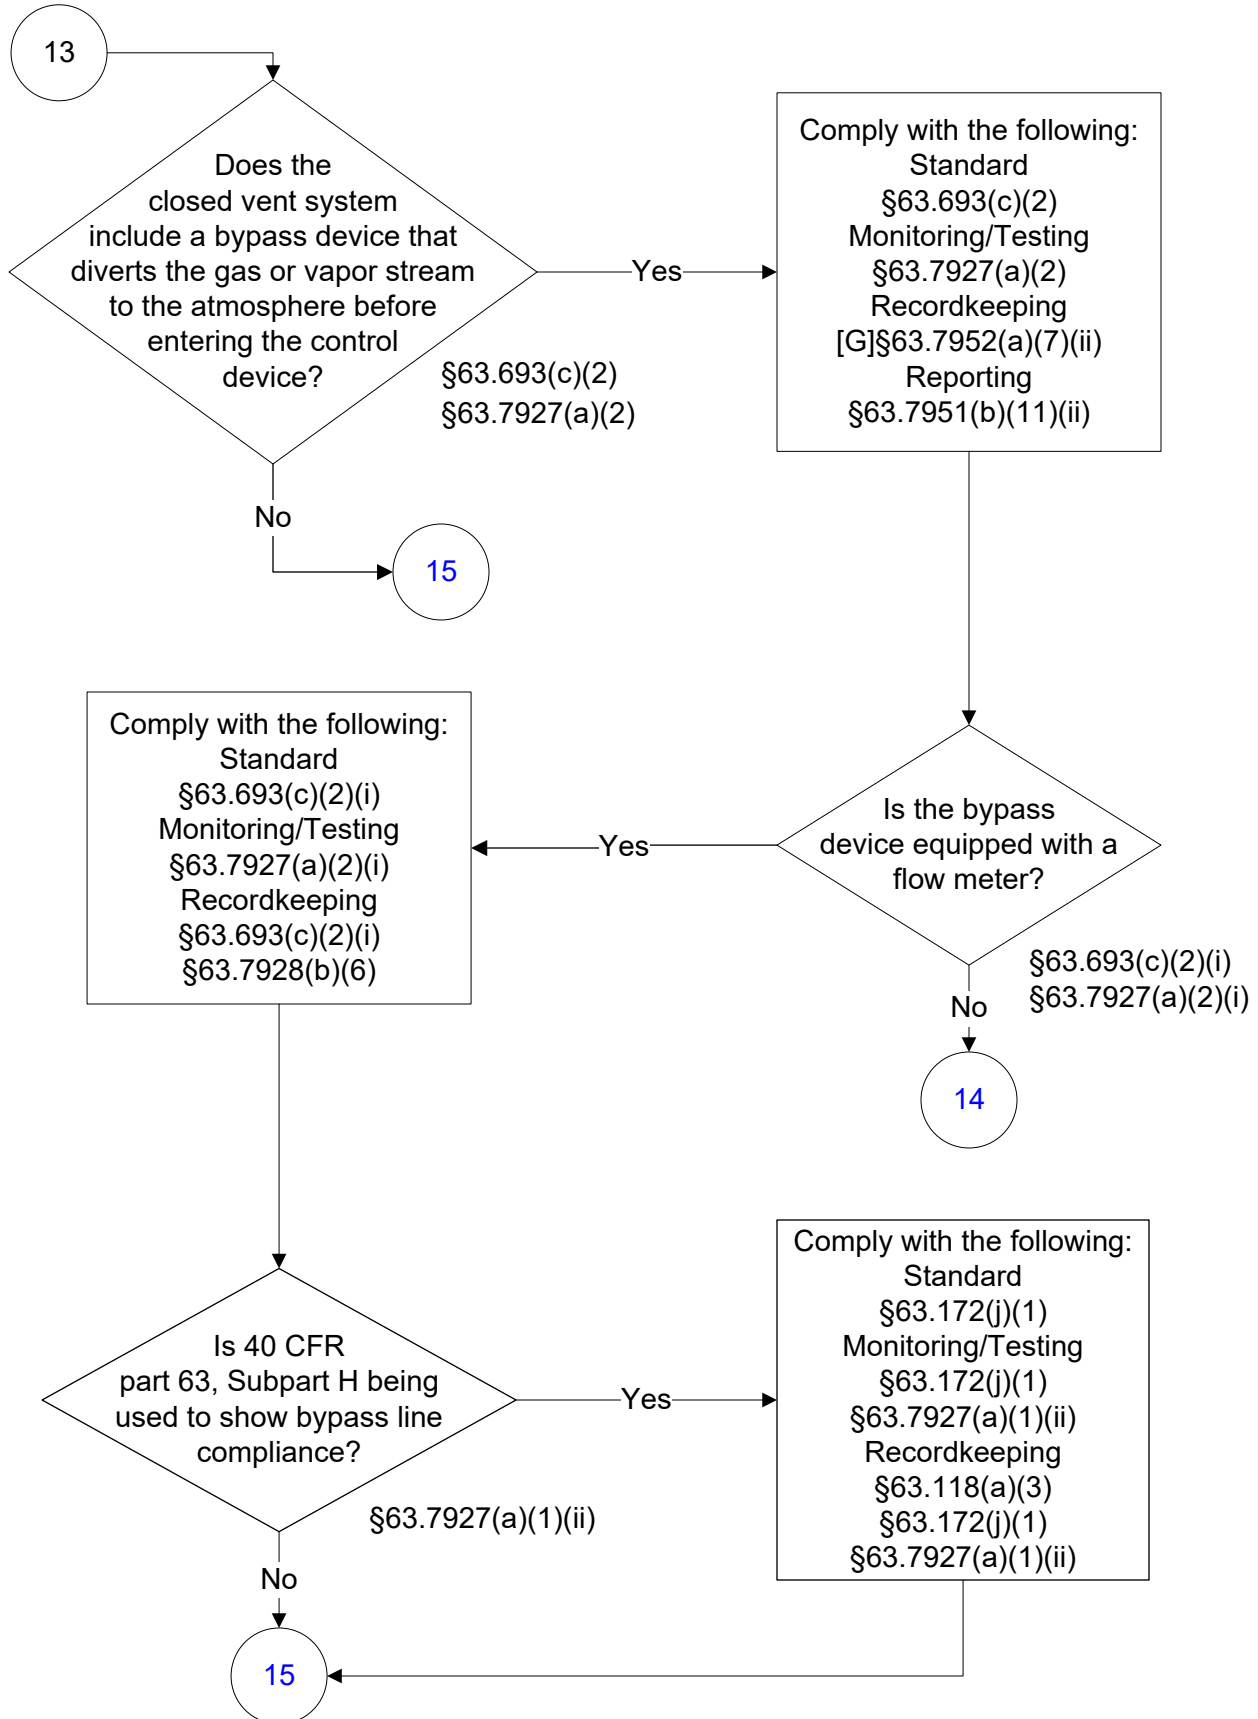 13
Does the
closed vent system
include a bypass device that
diverts the gas or vapor stream
to the atmosphere before
entering the control
device?
§63.693(c)(2)
§63.7927(a)(2)
Yes
Comply with the following:
Standard
§63.693(c)(2)
Monitoring/Testing
§63.7927(a)(2)
Recordkeeping
[G]§63.7952(a)(7)(ii)
Reporting
§63.7951(b)(11)(ii)
No
15
Is the bypass
device equipped with a
flow meter?
§63.693(c)(2)(i)
§63.7927(a)(2)(i)
No
14
Yes
Comply with the following:
Standard
§63.693(c)(2)(i)
Monitoring/Testing
§63.7927(a)(2)(i)
Recordkeeping
§63.693(c)(2)(i)
§63.7928(b)(6)
Is 40 CFR
part 63, Subpart H being
used to show bypass line
compliance?
§63.7927(a)(1)(ii)
Yes
Comply with the following:
Standard
§63.172(j)(1)
Monitoring/Testing
§63.172(j)(1)
§63.7927(a)(1)(ii)
Recordkeeping
§63.118(a)(3)
§63.172(j)(1)
§63.7927(a)(1)(ii)
No
15